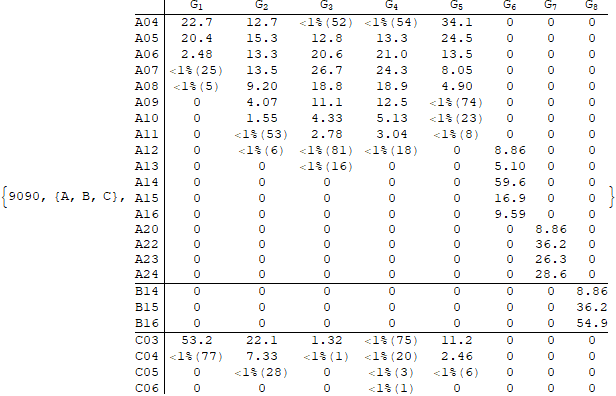 G1 G2 G3 G4 G5 G6 G7 G8
A04 22.7 12.7 <1%(52) <1%(54) 34.1 0 0 0
A05 20.4 15.3 12.8 13.3 24.5 0 0 0
A06 2.48 13.3 20.6 21.0 13.5 0 0 0
A07 <1%(25) 13.5 26.7 24.3 8.05 0 0 0
A08 <1%(5) 9.20 18.8 18.9 4.90 0 0 0
A09 0 4.07 11.1 12.5 <1%(74) 0 0 0
A10 0 1.55 4.33 5.13 <1%(23) 0 0 0
A11 0 <1%(53) 2.78 3.04 <1%(8) 0 0 0
A12 0 <1%(6) <1%(81) <1%(18) 0 8.86 0 0
A13 0 0 <1%(16) 0 0 5.10 0 0
A14 0 0 0 0 0 59.6 0 0
{9090, {A, B, C}, A15 0 0 0 0 0 16.9 0 0 }
A16 0 0 0 0 0 9.59 0 0
A20 0 0 0 0 0 0 8.86 0
A22 0 0 0 0 0 0 36.2 0
A23 0 0 0 0 0 0 26.3 0
A24 0 0 0 0 0 0 28.6 0
B14 0 0 0 0 0 0 0 8.86
B15 0 0 0 0 0 0 0 36.2
B16 0 0 0 0 0 0 0 54.9
C03 53.2 22.1 1.32 <1%(75) 11.2 0 0 0
C04 <1%(77) 7.33 <1%(1) <1%(20) 2.46 0 0 0
C05 0 <1%(28) 0 <1%(3) <1%(6) 0 0 0
C06 0 0 0 <1%(1) 0 0 0 0